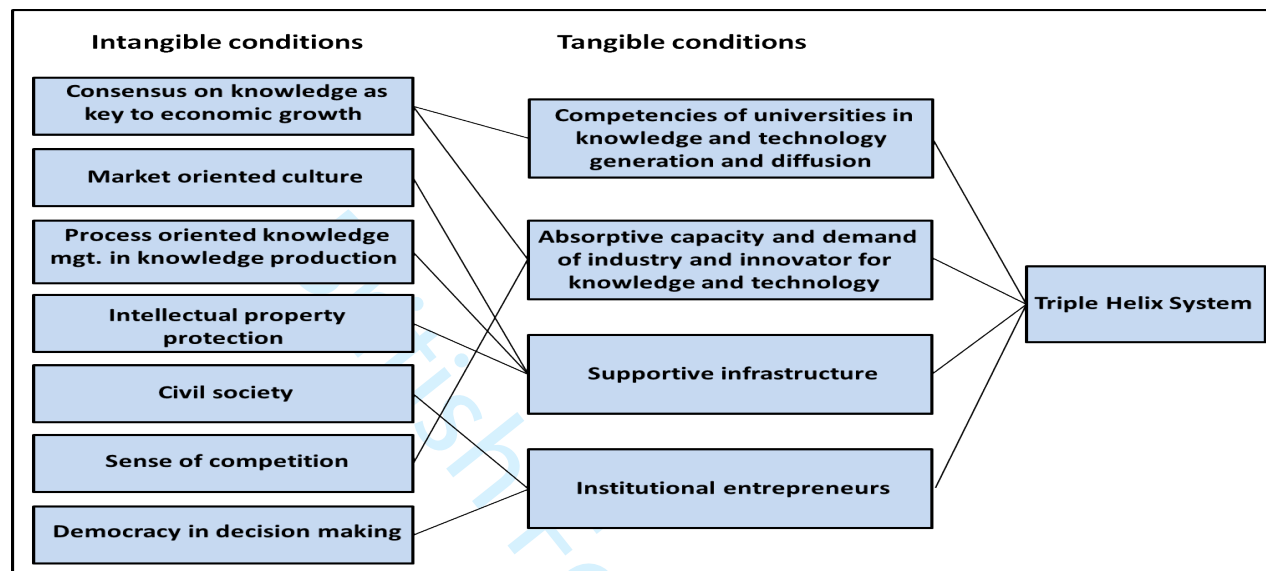 Intangible conditions
Tangible conditions
Consensus on knowledge as
key to economic growth
Market oriented culture
Process oriented knowledge
mgt. in knowledge production
Intellectual property
protection
Civil society
Sense of competition
Democracy in decision making
Competencies of universities in
knowledge and technology
generation and diffusion
Absorptive capacity and demand
of industry and innovator for
knowledge and technology
Supportive infrastructure
Institutional entrepreneurs
Triple Helix System